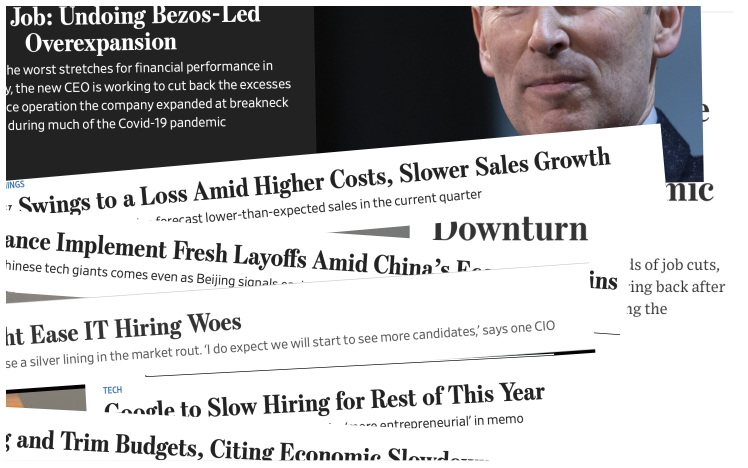 Job: Undoing Bezos-Led
Overexpansion
he worst stretches for financial performance in
y, the new CEO is working to cut back the excesses
ce operation the company expanded at breakneck
during much of the Covid-19 pandemic
INGS
Swings to a Loss Amid Higher Costs, Slower Sales Growth
forecast lower-than-expected sales in the current quarter
mic
Downturn
ance Implement Fresh Layoffs Amid China's
hinese tech giants comes even as Beijing signals
ins
ds of job cuts,
ring back after
ng the
ht Ease IT Hiring Woes
se a silver lining in the market rout. 'I do expect we will start to see more candidates,' says one CIO
TECH
Google to Slow Hiring for Rest of This Year
entrepreneurial' in memo
g and Trim Budgets, Citing Economic Slowdown